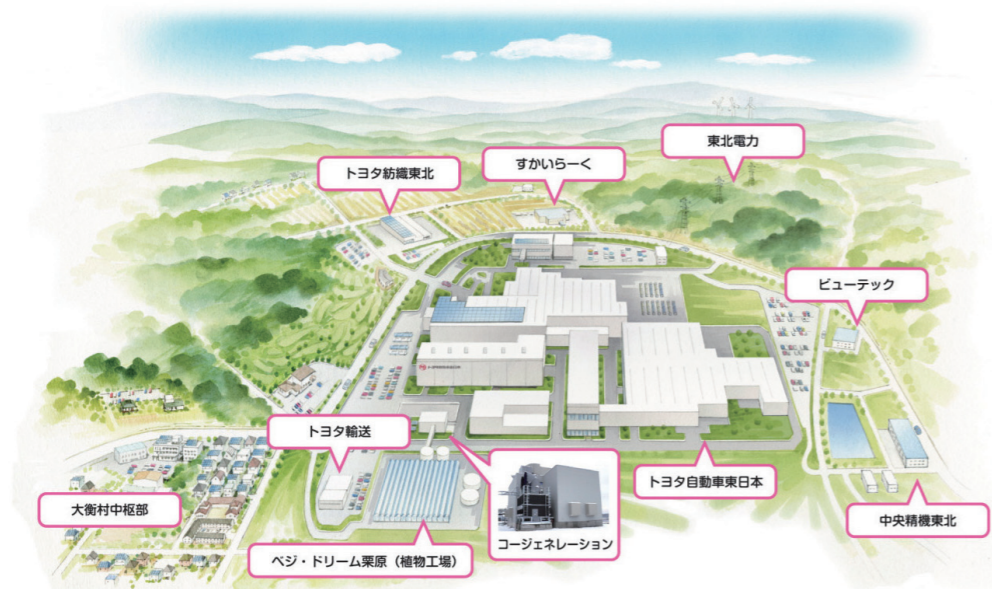 東北電力
すかいらーく
トヨタ紡織東北
ビューテック
トヨタ輸送
トヨタ自動車東日本
大衡村中枢部
中央精機東北
コージェネレーション
ベジ・ドリーム栗原（植物工場）